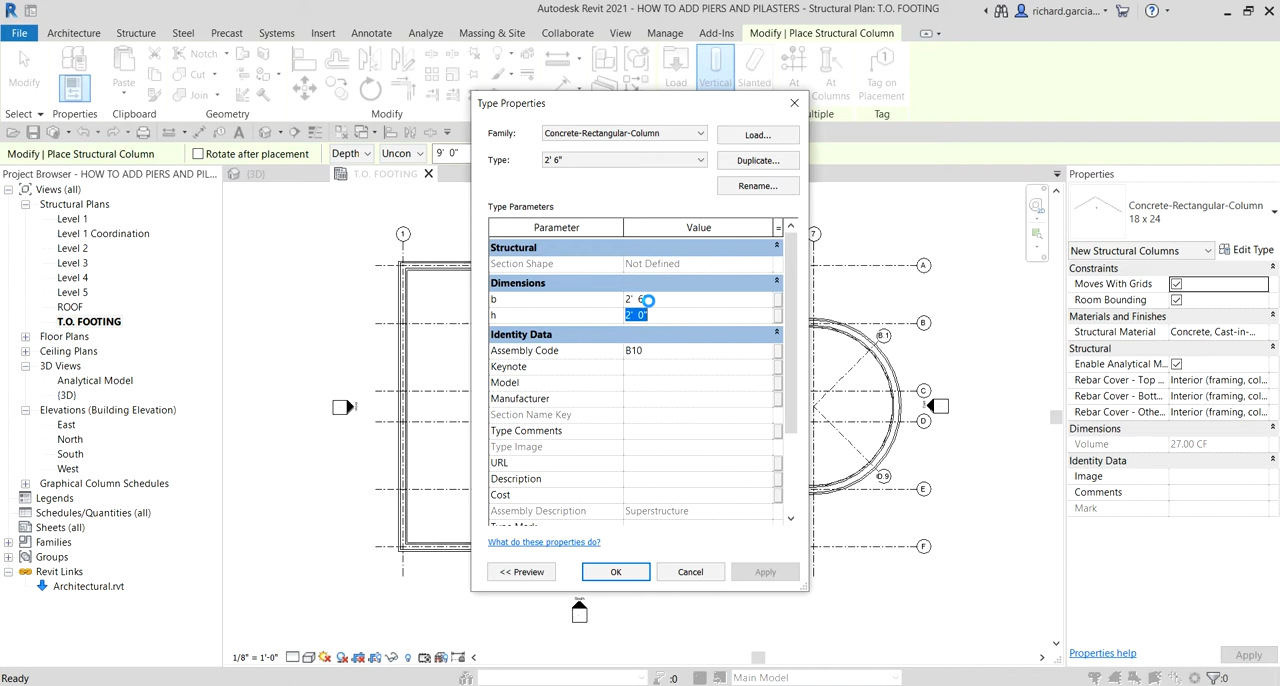 Autodesk Revit 2021 - HOW TO ADD PIERS AND PILASTERS - Structural Plan: T.O. FOOTING
richard.garcia...
File Architecture Structure Steel Precast Systems Insert Annotate Analyze Massing & Site Collaborate View Manage Add-Ins Modify | Place Structural Column
Modify Paste Notch Cut Join Load Vertical Slanted At At Columns Tag on Placement
Select Properties Clipboard Geometry Modify ultiple Tag
Modify | Place Structural Column Rotate after placement Depth Uncon 9' 0"
Project Browser - HOW TO ADD PIERS AND PIL...
{3D} T.O. FOOTING
Views (all)
Structural Plans
Level 1
Level 1 Coordination
Level 2
Level 3
Level 4
Level 5
ROOF
T.O. FOOTING
Floor Plans
Ceiling Plans
3D Views
Analytical Model
{3D}
Elevations (Building Elevation)
East
North
South
West
Graphical Column Schedules
Legends
Schedules/Quantities (all)
Sheets (all)
Families
Groups
Revit Links
Architectural.rvt
1
7
A
B
B.1
C
D
D.9
E
F
Type Properties
Family: Concrete-Rectangular-Column Load...
Type: 2' 6" Duplicate...
Rename...
Type Parameters
Parameter Value =
Structural
Section Shape Not Defined
Dimensions
b 2' 6
h 2' 0"
Identity Data
Assembly Code B10
Keynote
Model
Manufacturer
Section Name Key
Type Comments
Type Image
URL
Description
Cost
Assembly Description Superstructure
What do these properties do?
<< Preview OK Cancel Apply
Properties
Concrete-Rectangular-Column
18 x 24
New Structural Columns Edit Type
Constraints
Moves With Grids
Room Bounding
Materials and Finishes
Structural Material Concrete, Cast-in-...
Structural
Enable Analytical M...
Rebar Cover - Top ... Interior (framing, col...
Rebar Cover - Bott... Interior (framing, col...
Rebar Cover - Othe... Interior (framing, col...
Dimensions
Volume 27.00 CF
Identity Data
Image
Comments
Mark
Properties help Apply
1/8" = 1'-0"
Ready :0 Main Model :0